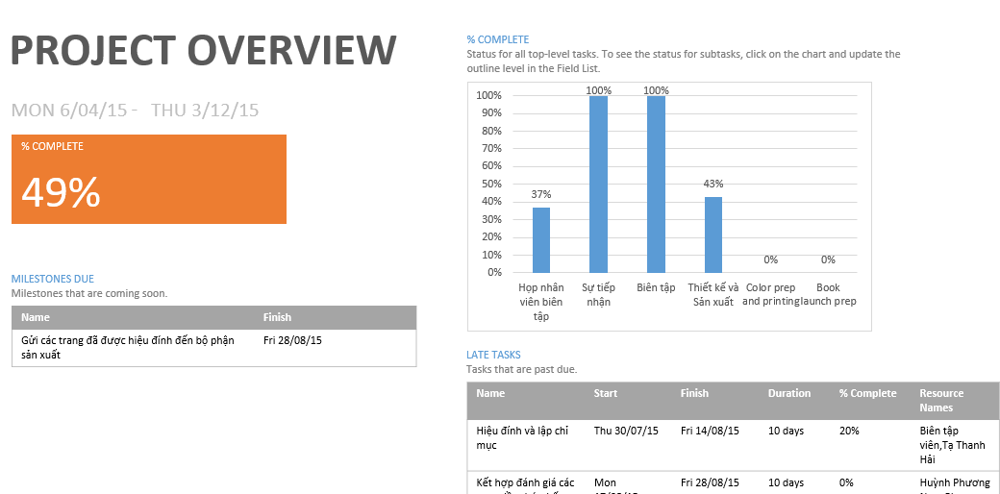 PROJECT OVERVIEW
MON 6/04/15 - THU 3/12/15
% COMPLETE
49%
MILESTONES DUE
Milestones that are coming soon.
Name Finish
Gửi các trang đã được hiệu đính đến bộ phận Fri 28/08/15
sản xuất
% COMPLETE
Status for all top-level tasks. To see the status for subtasks, click on the chart and update the
outline level in the Field List.
100%
90%
80%
70%
60%
50%
40%
30%
20%
10%
0%
37%
100%
100%
43%
0%
0%
Họp nhân
viên biên
tập
Sự tiếp
nhận
Biên tập
Thiết kế và
Sản xuất
Color prep
and printing
Book
launch prep
LATE TASKS
Tasks that are past due.
Name Start Finish Duration % Complete Resource
Names
Hiệu đính và lập chỉ Thu 30/07/15 Fri 14/08/15 10 days 20% Biên tập
mục viên,Tạ Thanh
Hải
Kết hợp đánh giá các Mon Fri 28/08/15 10 days 0% Huỳnh Phương